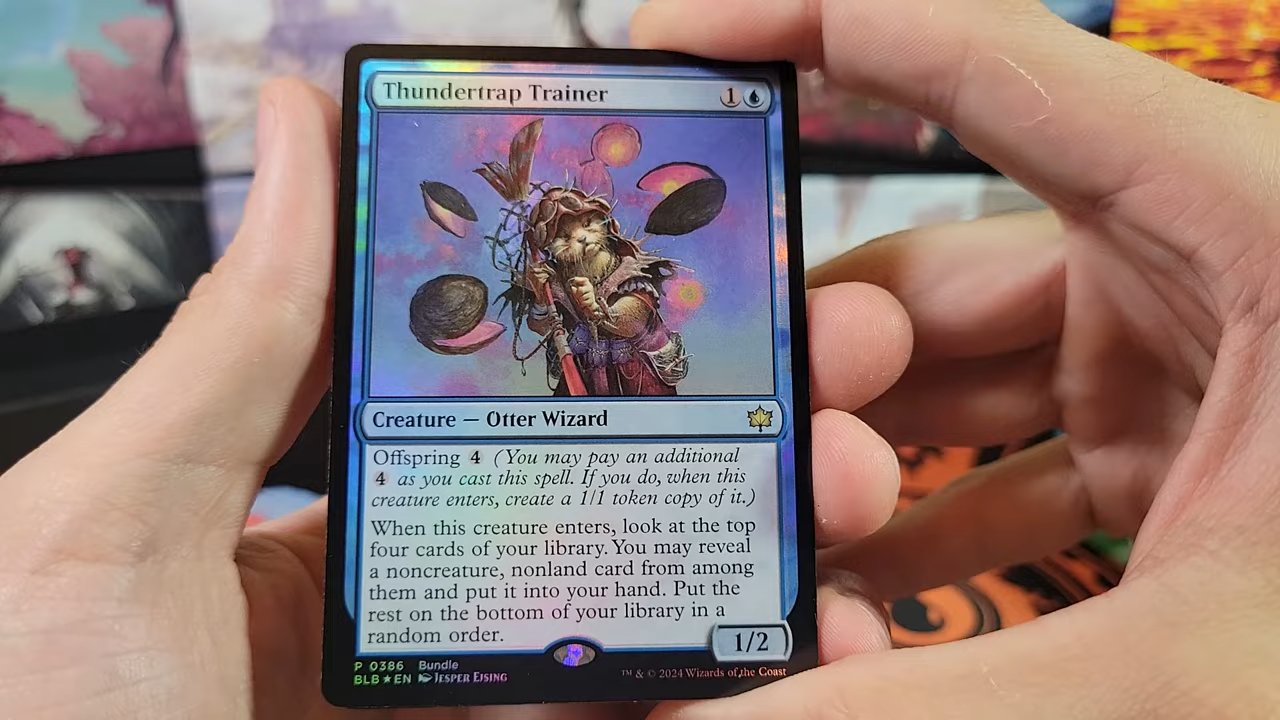 Thundertrap Trainer 1
Creature — Otter Wizard
Offspring 4 (You may pay an additional
4 as you cast this spell. If you do, when this
creature enters, create a 1/1 token copy of it.)
When this creature enters, look at the top
four cards of your library. You may reveal
a noncreature, nonland card from among
them and put it into your hand. Put the
rest on the bottom of your library in a
random order.
1/2
P 0386 Bundle
BLB★EN JESPER EJSING
™ & © 2024 Wizards of the Coast